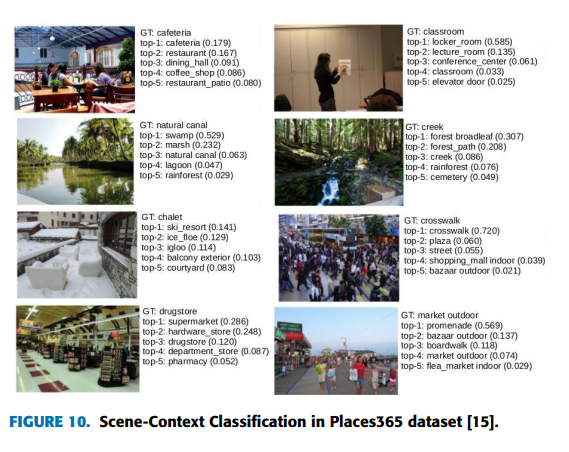 GT: cafeteria
top-1: cafeteria (0.179)
top-2: restaurant (0.167)
top-3: dining_hall (0.091)
top-4: coffee_shop (0.086)
top-5: restaurant_patio (0.080)
GT: classroom
top-1: locker_room (0.585)
top-2: lecture_room (0.135)
top-3: conference_center (0.061)
top-4: classroom (0.033)
top-5: elevator door (0.025)
GT: natural canal
top-1: swamp (0.529)
top-2: marsh (0.232)
top-3: natural canal (0.063)
top-4: lagoon (0.047)
top-5: rainforest (0.029)
GT: creek
top-1: forest broadleaf (0.307)
top-2: forest_path (0.208)
top-3: creek (0.086)
top-4: rainforest (0.076)
top-5: cemetery (0.049)
GT: chalet
top-1: ski_resort (0.141)
top-2: ice_floe (0.129)
top-3: igloo (0.114)
top-4: balcony exterior (0.103)
top-5: courtyard (0.083)
GT: crosswalk
top-1: crosswalk (0.720)
top-2: plaza (0.060)
top-3: street (0.055)
top-4: shopping_mall indoor (0.039)
top-5: bazaar outdoor (0.021)
GT: drugstore
top-1: supermarket (0.286)
top-2: hardware_store (0.248)
top-3: drugstore (0.120)
top-4: department_store (0.087)
top-5: pharmacy (0.052)
GT: market outdoor
top-1: promenade (0.569)
top-2: bazaar outdoor (0.137)
top-3: boardwalk (0.118)
top-4: market outdoor (0.074)
top-5: flea_market indoor (0.029)
FIGURE 10. Scene-Context Classification in Places365 dataset [15].